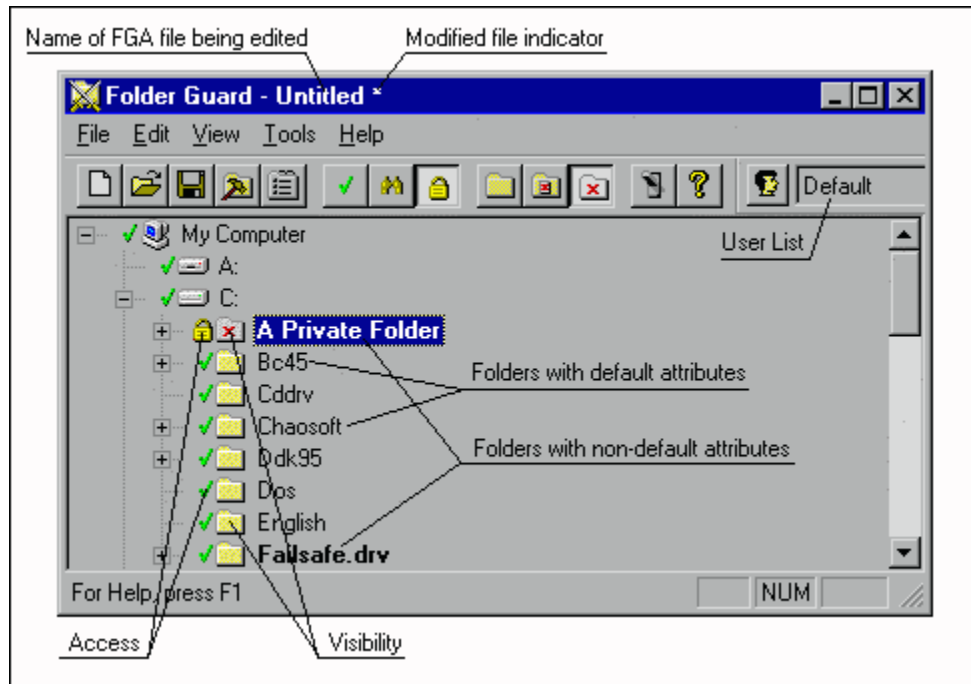 Name of FGA file being edited Modified file indicator
Folder Guard - Untitled *
File Edit View Tools Help
Default
My Computer
User List
A:
C:
A Private Folder
Bc45
Folders with default attributes
Cddrv
Chaosoft
Folders with non-default attributes
Ddk95
Dos
English
Failsafe.drv
For Help, press F1 NUM
Access Visibility